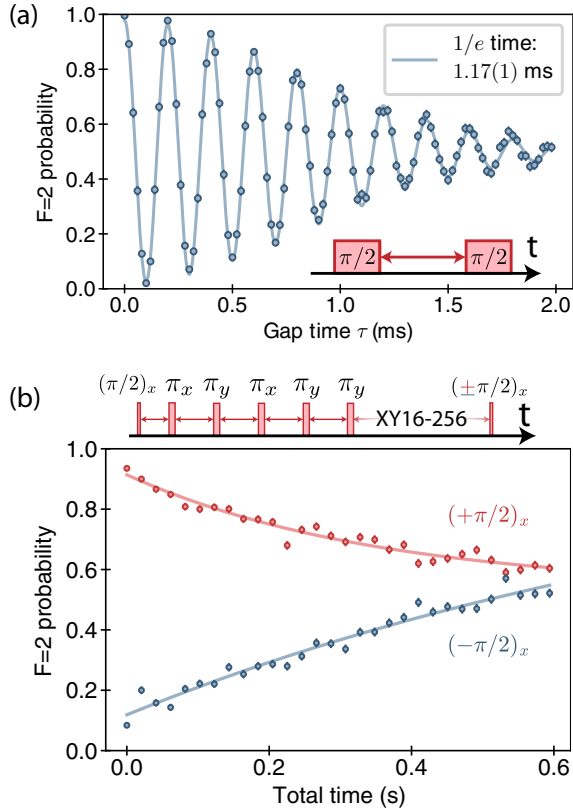 (a)
1.0
0.8
0.6
0.4
0.2
0.0
F=2 probability
1/e time:
1.17(1) ms
π/2
π/2
t
0.0 0.5 1.0 1.5 2.0
Gap time τ (ms)
(b)
(π/2)ₓ πₓ π_y πₓ π_y π_y (±π/2)ₓ
XY16-256
t
1.0
0.8
0.6
0.4
0.2
0.0
F=2 probability
(+π/2)ₓ
(−π/2)ₓ
0.0 0.2 0.4 0.6
Total time (s)